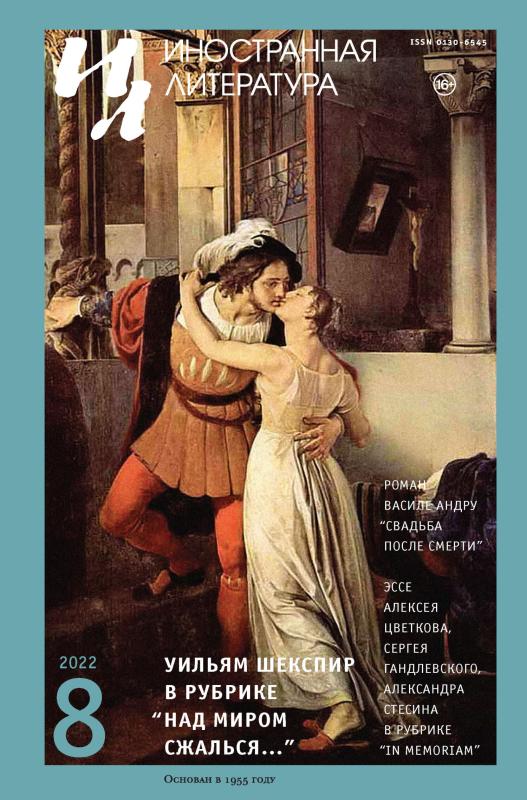 ИЛ
ИНОСТРАННАЯ
ЛИТЕРАТУРА
ISSN 0130-6545
16+
РОМАН
ВАСИЛЕ АНДРУ
“СВАДЬБА
ПОСЛЕ СМЕРТИ”
ЭССЕ
АЛЕКСЕЯ
ЦВЕТКОВА,
СЕРГЕЯ
ГАНДЛЕВСКОГО,
АЛЕКСАНДРА
СТЕСИНА
В РУБРИКЕ
“IN MEMORIAM”
2022
8
УИЛЬЯМ ШЕКСПИР
В РУБРИКЕ
“НАД МИРОМ
СЖАЛЬСЯ...”
Основан в 1955 году